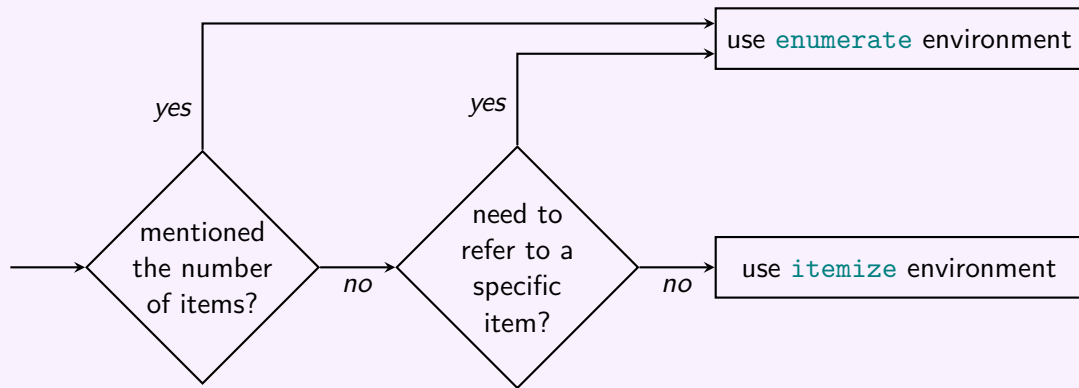 use enumerate environment
yes
yes
mentioned
the number
of items?
no
need to
refer to a
specific
item?
no
use itemize environment